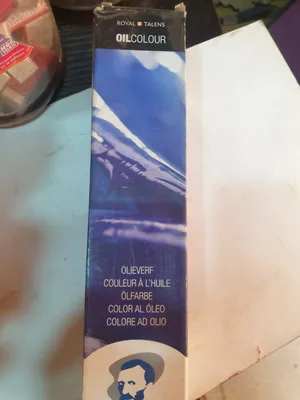 ROYAL TALENS
OILCOLOUR
OLIEVERF
COULEUR À L'HUILE
ÖLFARBE
COLOR AL ÓLEO
COLORE AD OLIO